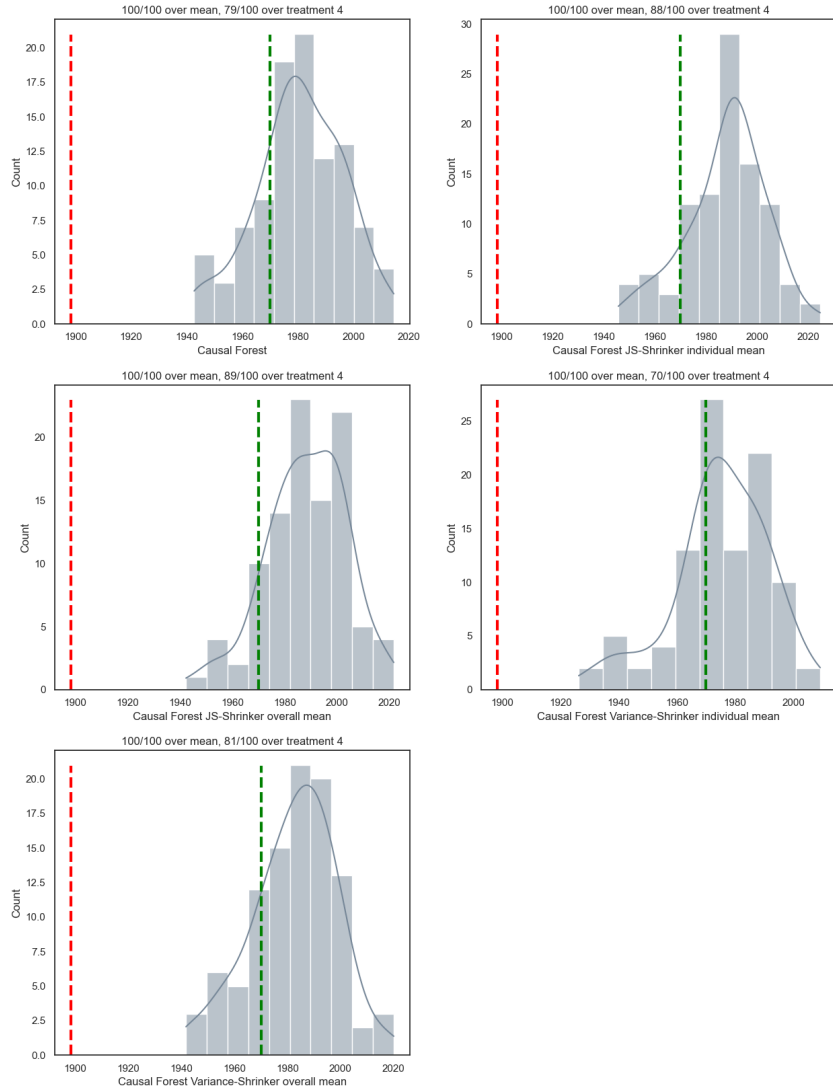 100/100 over mean, 79/100 over treatment 4
20.0
17.5
15.0
12.5
10.0
7.5
5.0
2.5
0.0
Count
1900 1920 1940 1960 1980 2000 2020
Causal Forest
100/100 over mean, 88/100 over treatment 4
30
25
20
15
10
5
0
Count
1900 1920 1940 1960 1980 2000 2020
Causal Forest JS-Shrinker individual mean
100/100 over mean, 89/100 over treatment 4
20
15
10
5
0
Count
1900 1920 1940 1960 1980 2000 2020
Causal Forest JS-Shrinker overall mean
100/100 over mean, 70/100 over treatment 4
25
20
15
10
5
0
Count
1900 1920 1940 1960 1980 2000
Causal Forest Variance-Shrinker individual mean
100/100 over mean, 81/100 over treatment 4
20.0
17.5
15.0
12.5
10.0
7.5
5.0
2.5
0.0
Count
1900 1920 1940 1960 1980 2000 2020
Causal Forest Variance-Shrinker overall mean